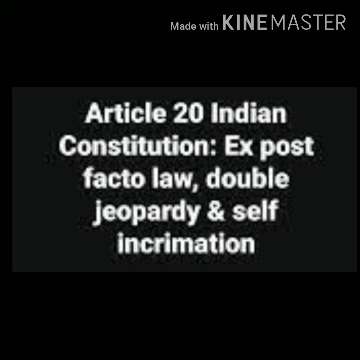 Made with KINEMASTER
Article 20 Indian
Constitution: Ex post
facto law, double
jeopardy & self
incrimation